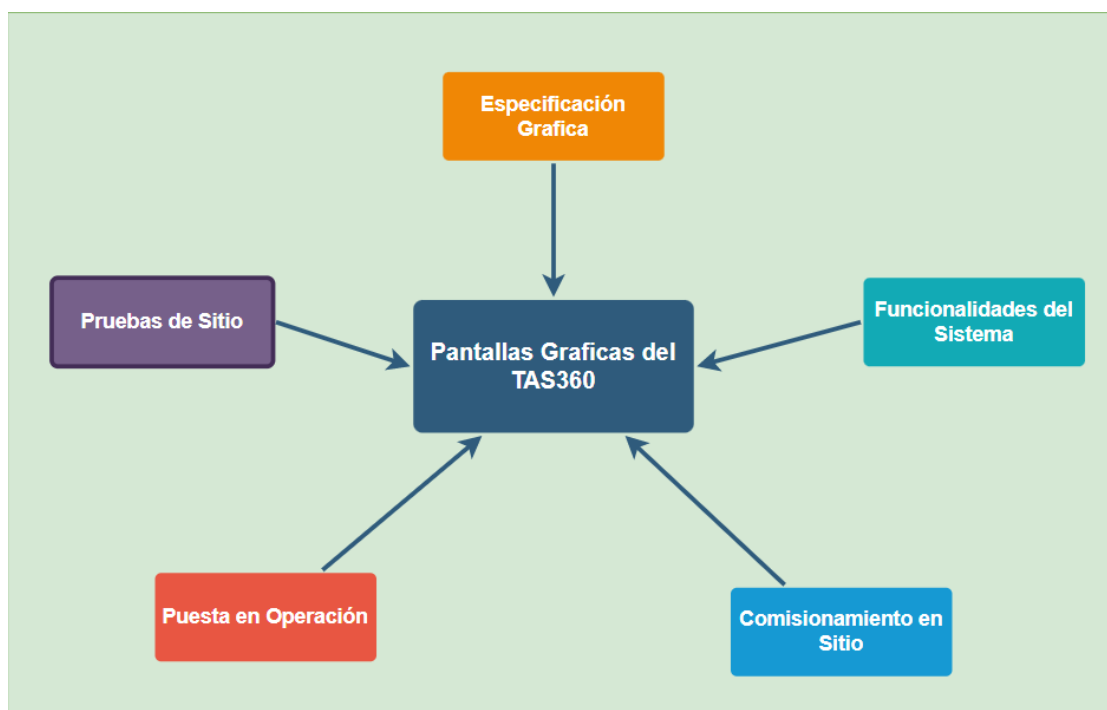 Especificación
Grafica
Pruebas de Sitio
Funcionalidades del
Sistema
Pantallas Graficas del
TAS360
Puesta en Operación
Comisionamiento en
Sitio